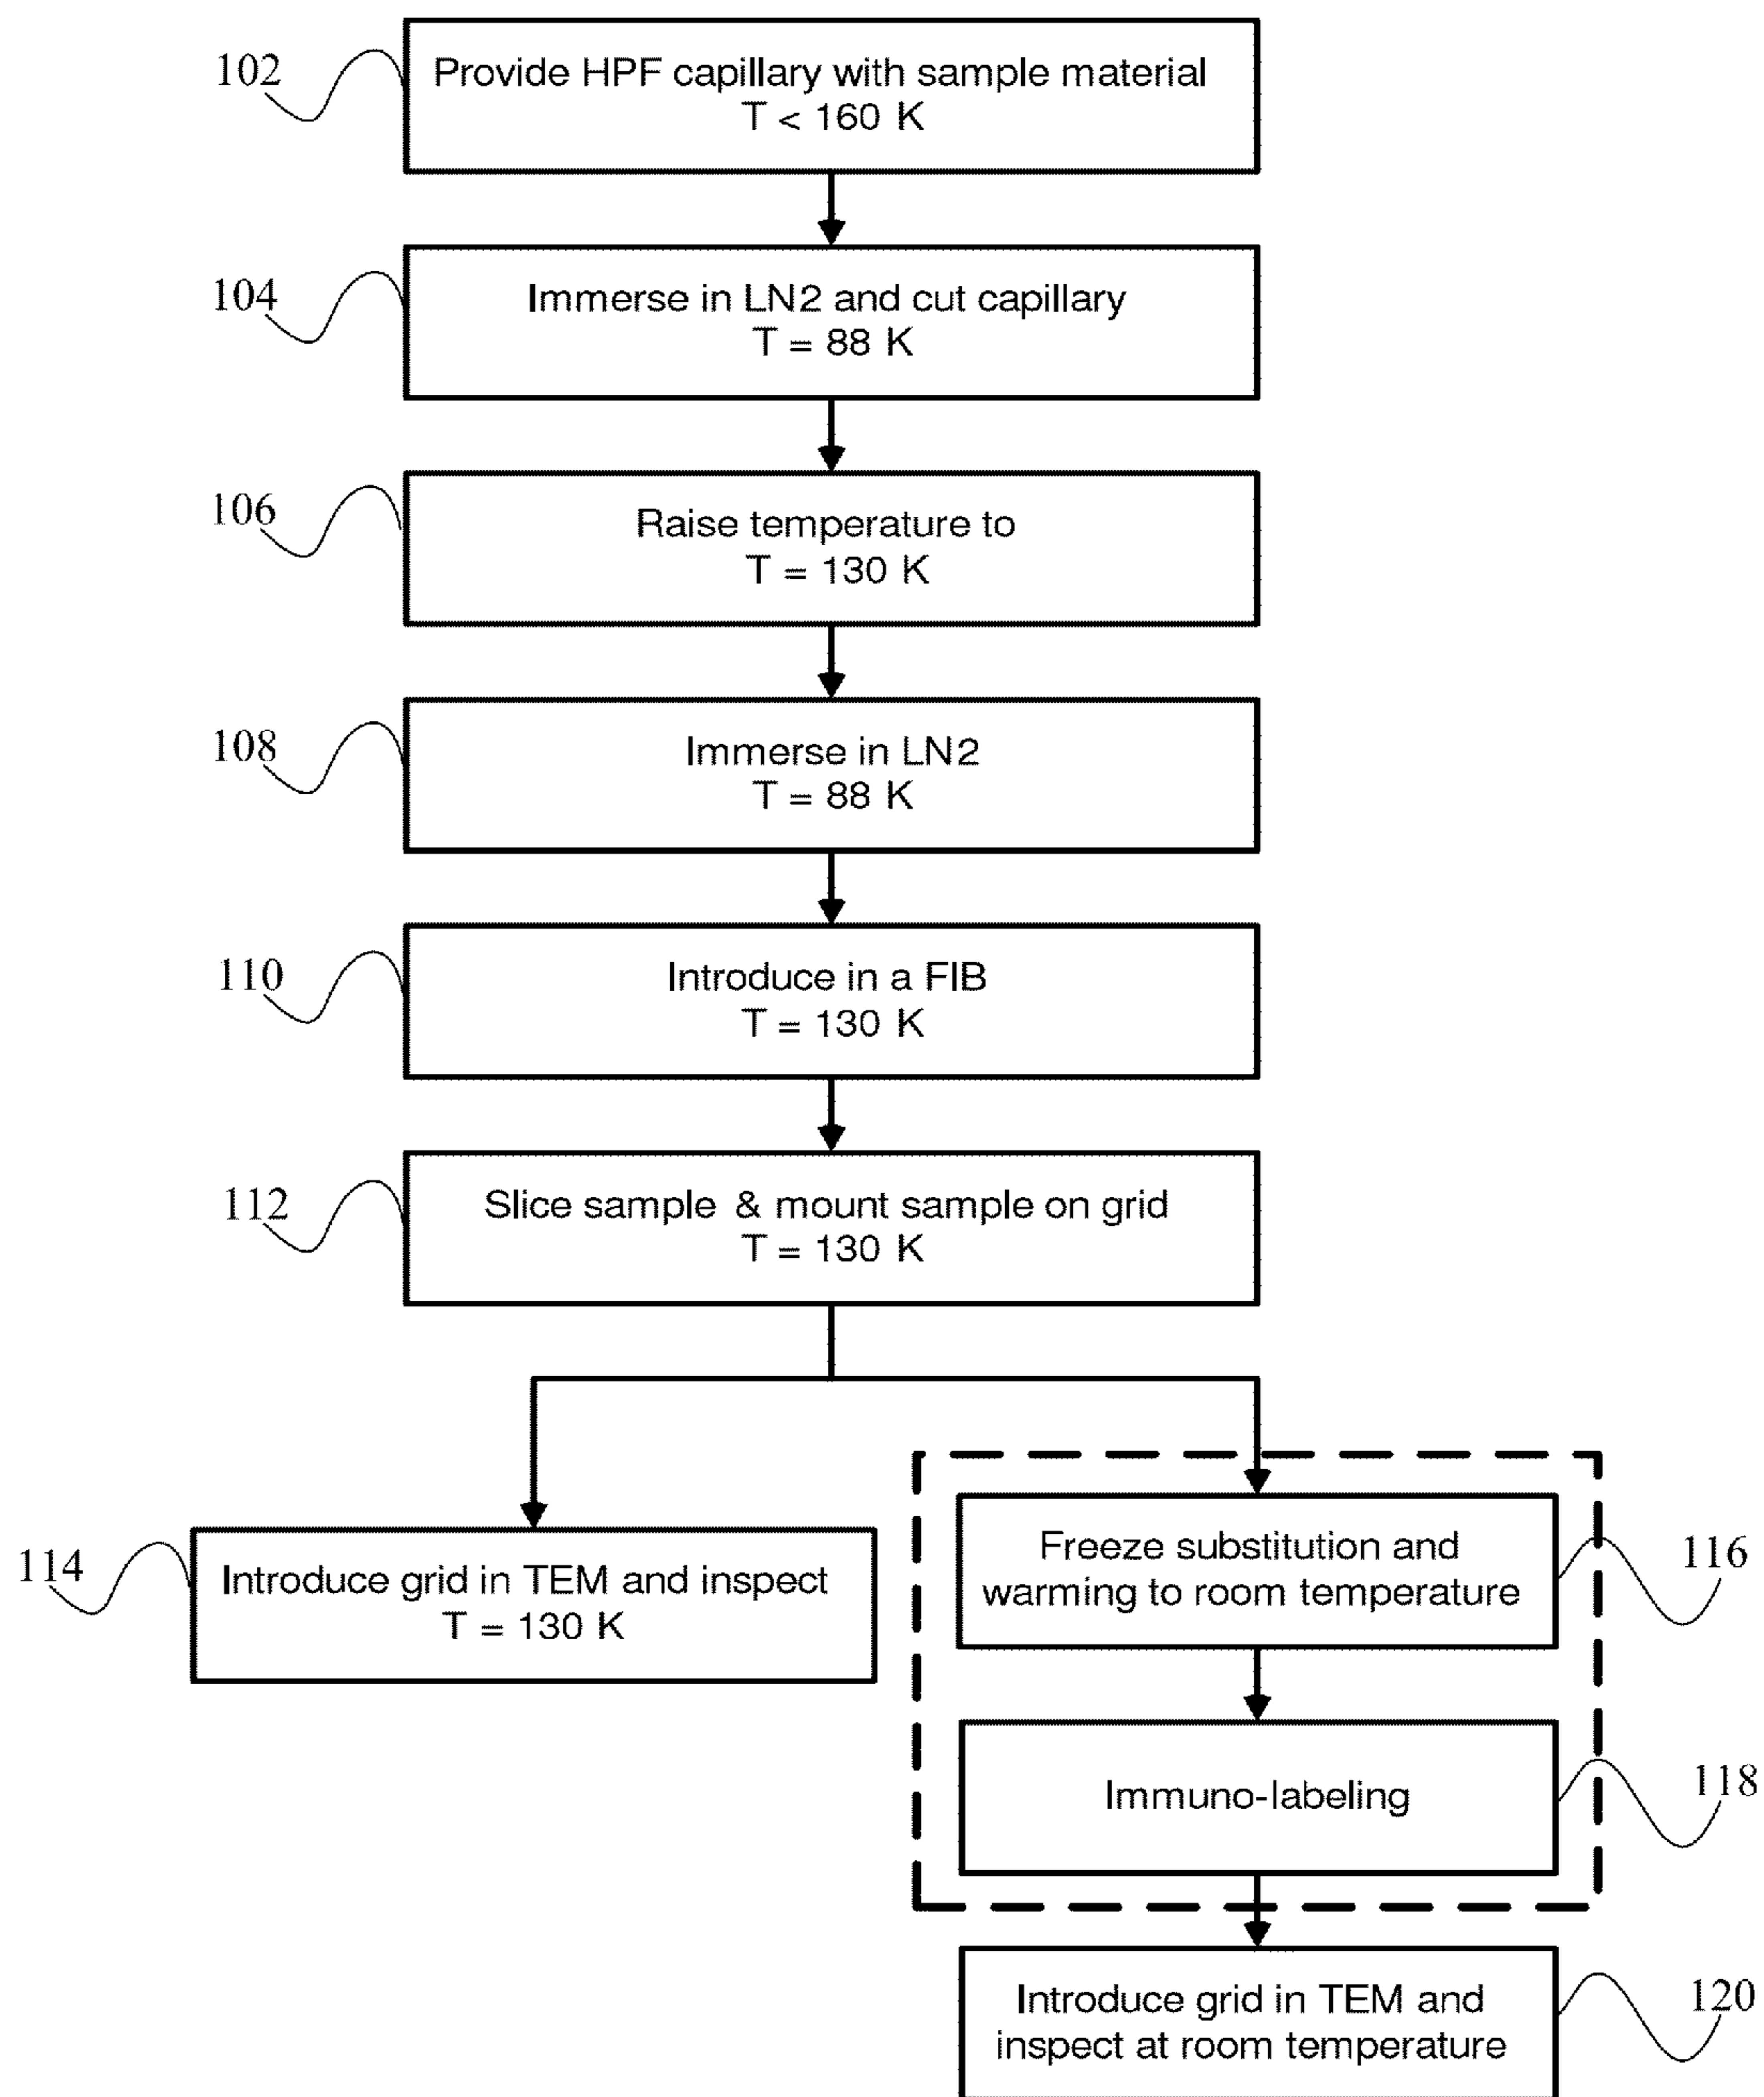 102
Provide HPF capillary with sample material
T < 160 K
104
Immerse in LN2 and cut capillary
T = 88 K
106
Raise temperature to
T = 130 K
108
Immerse in LN2
T = 88 K
110
Introduce in a FIB
T = 130 K
112
Slice sample & mount sample on grid
T = 130 K
114
Introduce grid in TEM and inspect
T = 130 K
Freeze substitution and
warming to room temperature
116
Immuno-labeling
118
Introduce grid in TEM and
inspect at room temperature
120